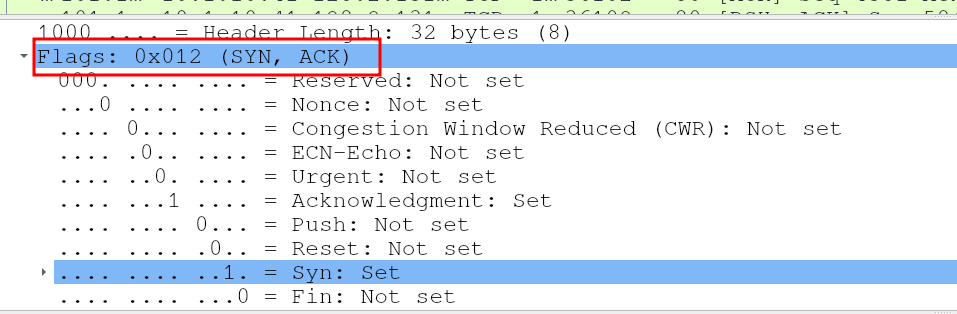 1000 .... = Header Length: 32 bytes (8)
Flags: 0x012 (SYN, ACK)
000. .... .... = Reserved: Not set
...0 .... .... = Nonce: Not set
.... 0... .... = Congestion Window Reduced (CWR): Not set
.... .0.. .... = ECN-Echo: Not set
.... ..0. .... = Urgent: Not set
.... ...1 .... = Acknowledgment: Set
.... .... 0... = Push: Not set
.... .... .0.. = Reset: Not set
.... .... ..1. = Syn: Set
.... .... ...0 = Fin: Not set